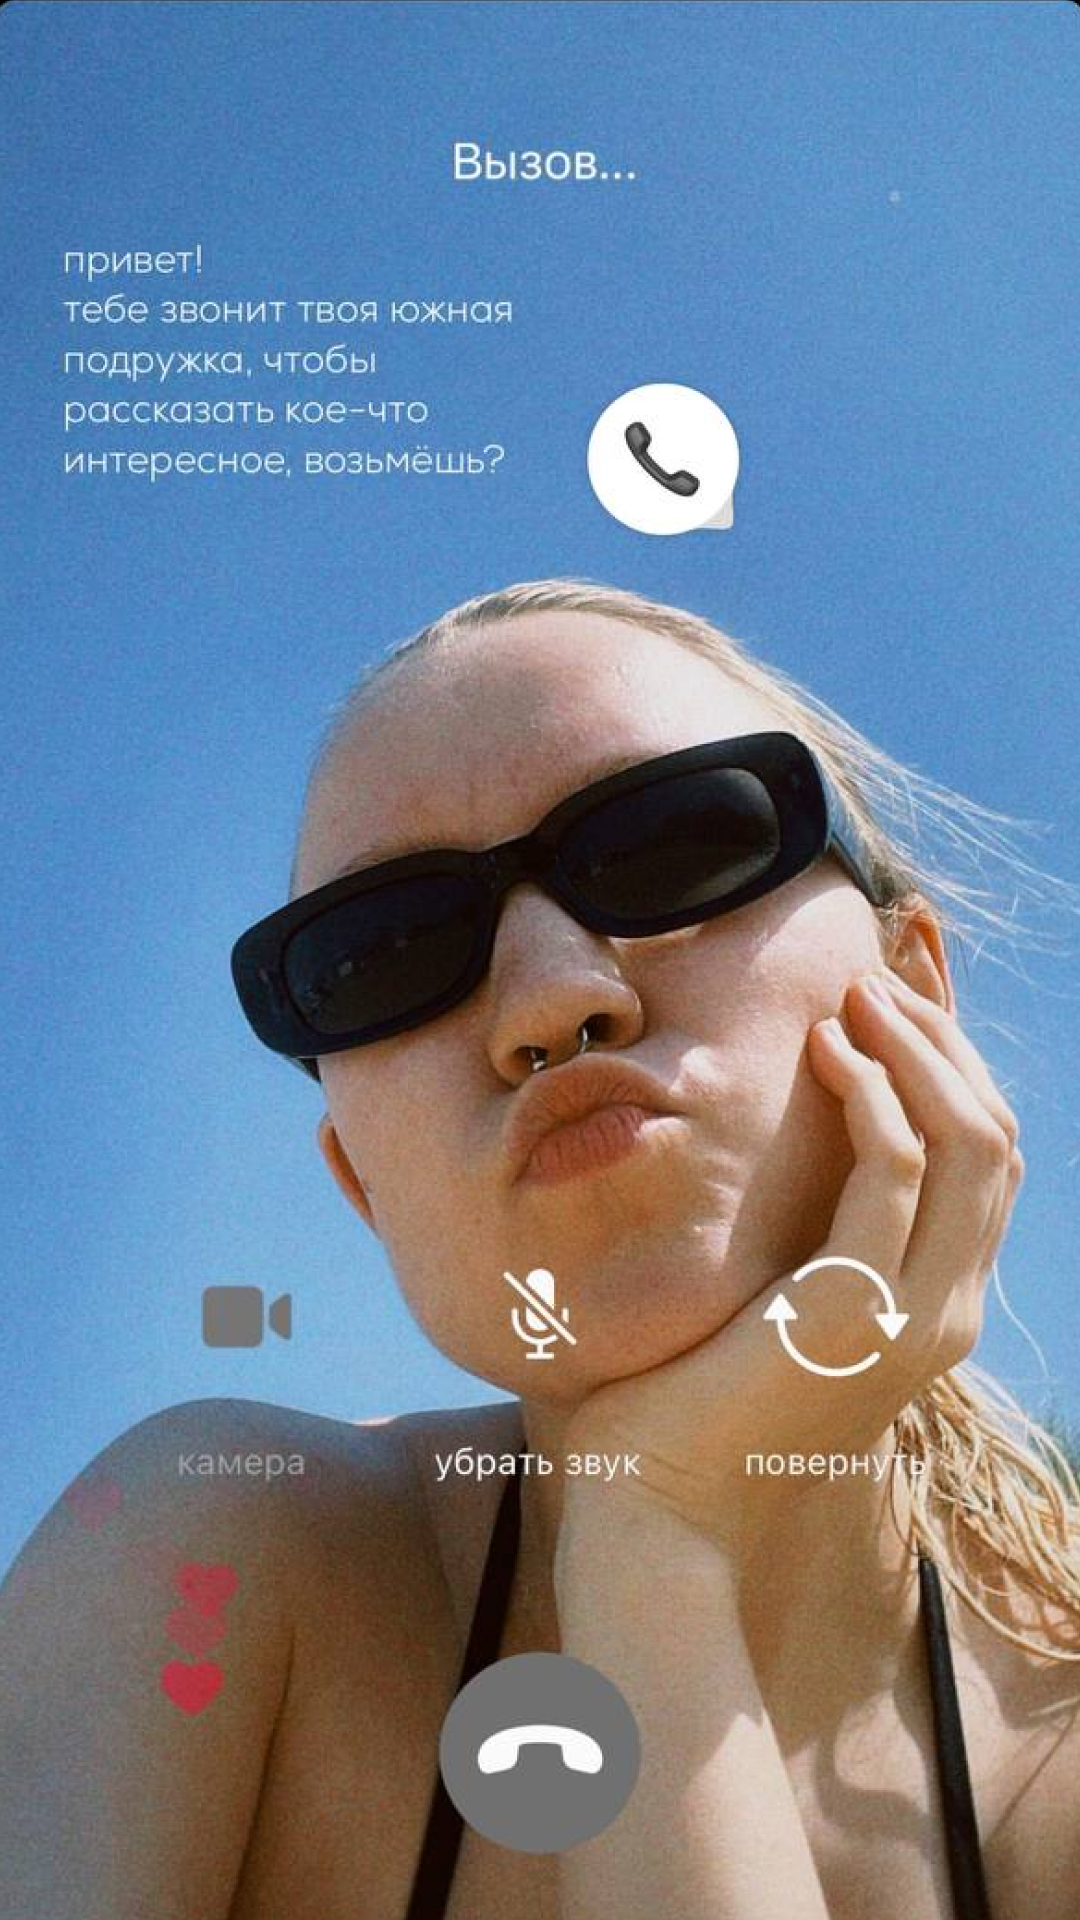 Вызов...
привет!
тебе звонит твоя южная
подружка, чтобы
рассказать кое-что
интересное, возьмёшь?
камера
убрать звук
повернуть